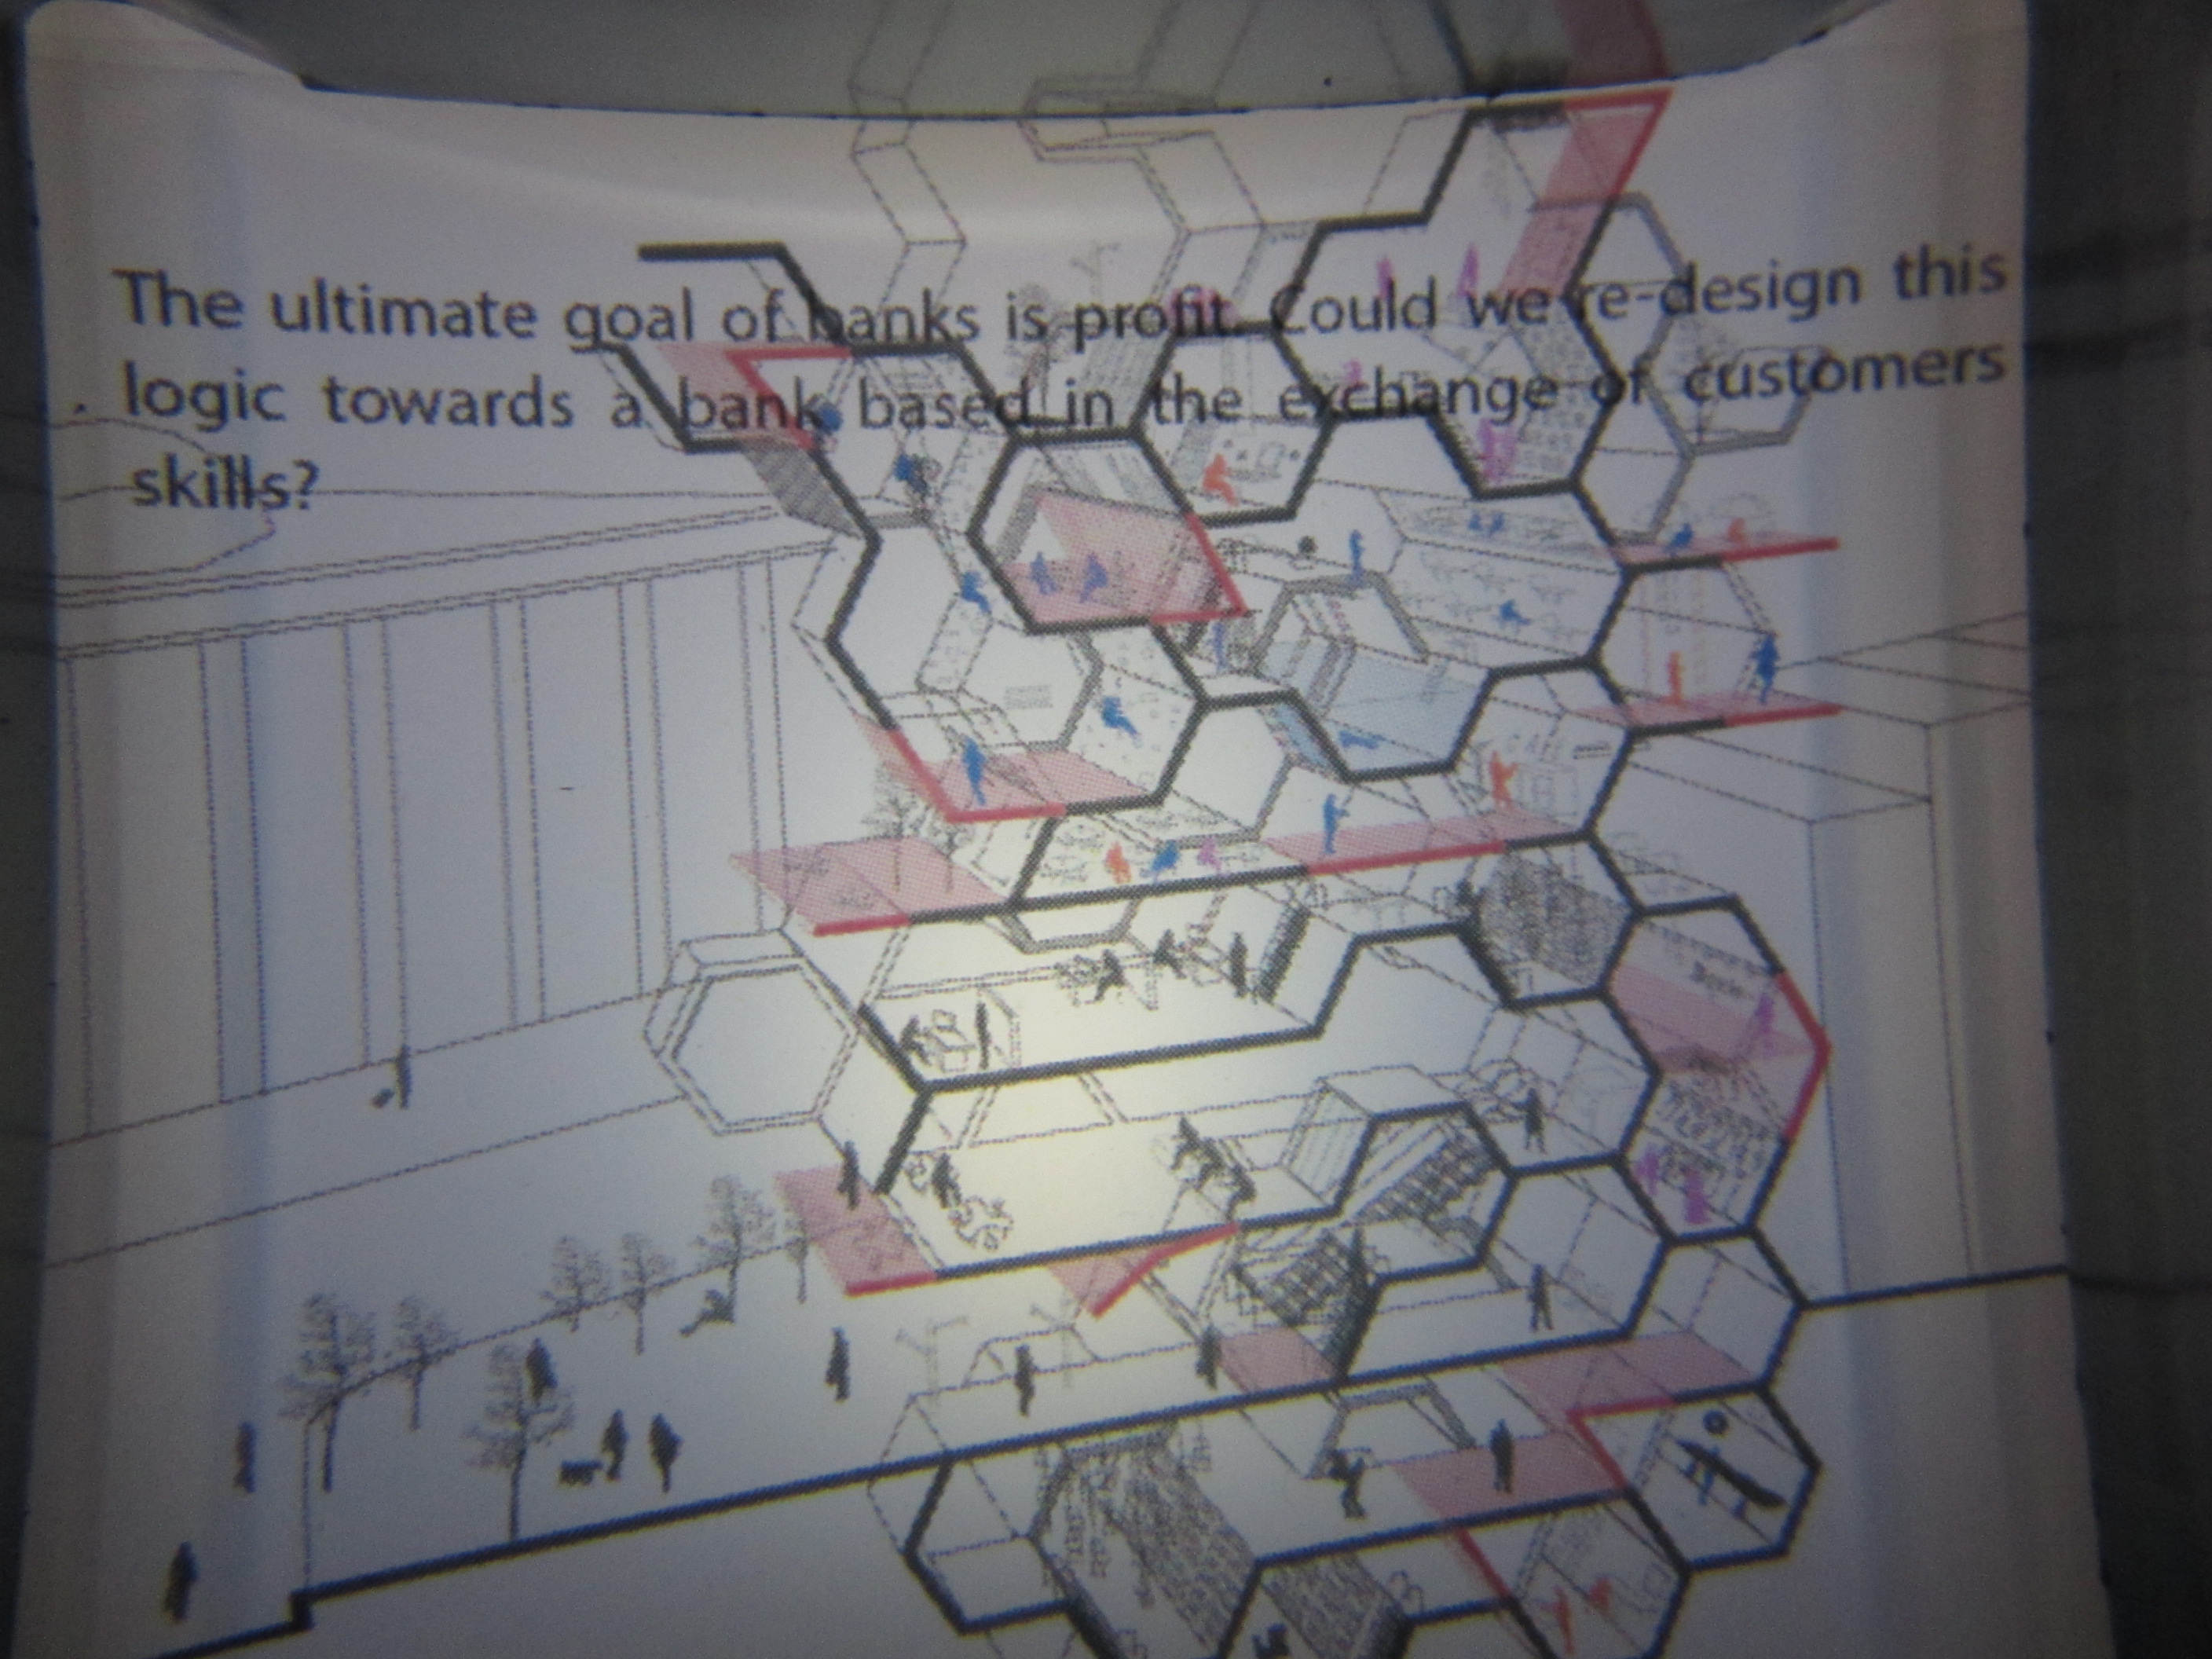 The ultimate goal of banks is profit. Could we re-design this
logic towards a bank based in the exchange of customers
skills?